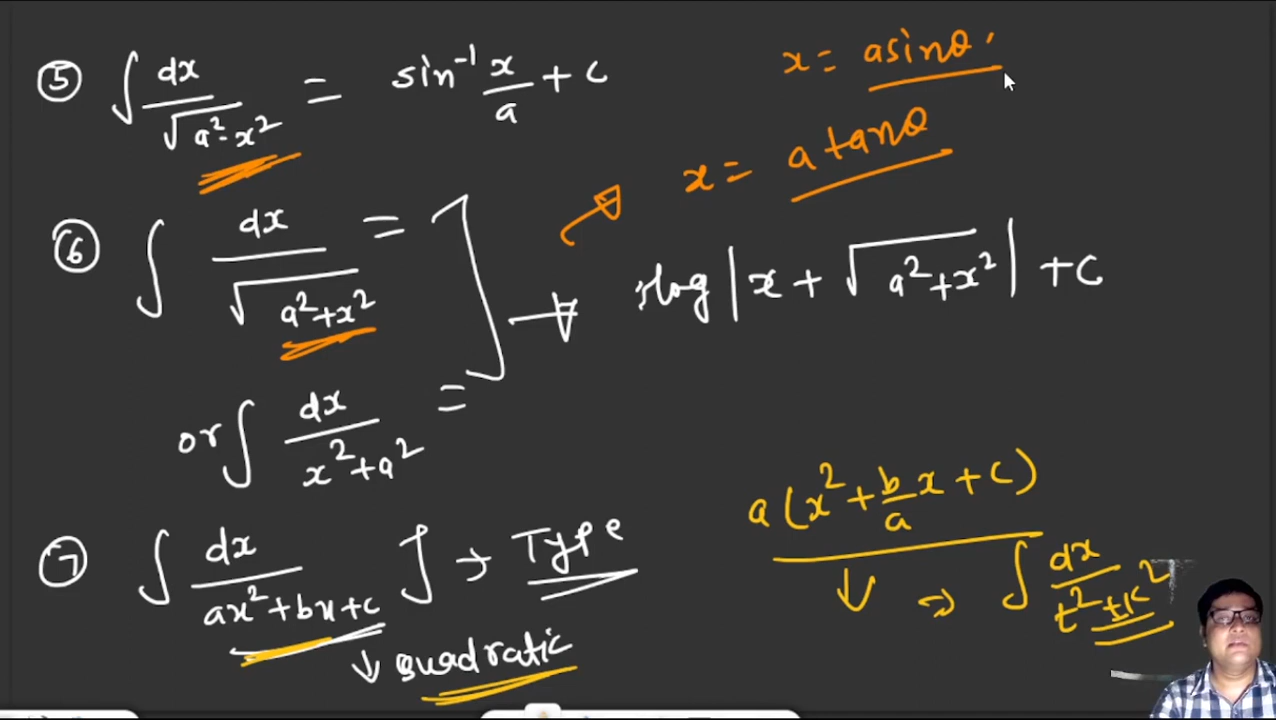 ⑤ ∫ dx / √(a² - x²) = sin⁻¹ x/a + c
x = a sinθ
x = a tanθ
⑥ ∫ dx / √(a² + x²) =
log | x + √(a² + x²) | + c
or ∫ dx / x² + a² =
a (x² + b/a x + c)
⑦ ∫ dx / ax² + bx + c ∫ → Type
↓ → ∫ dx / t² ± k²
↓ quadratic